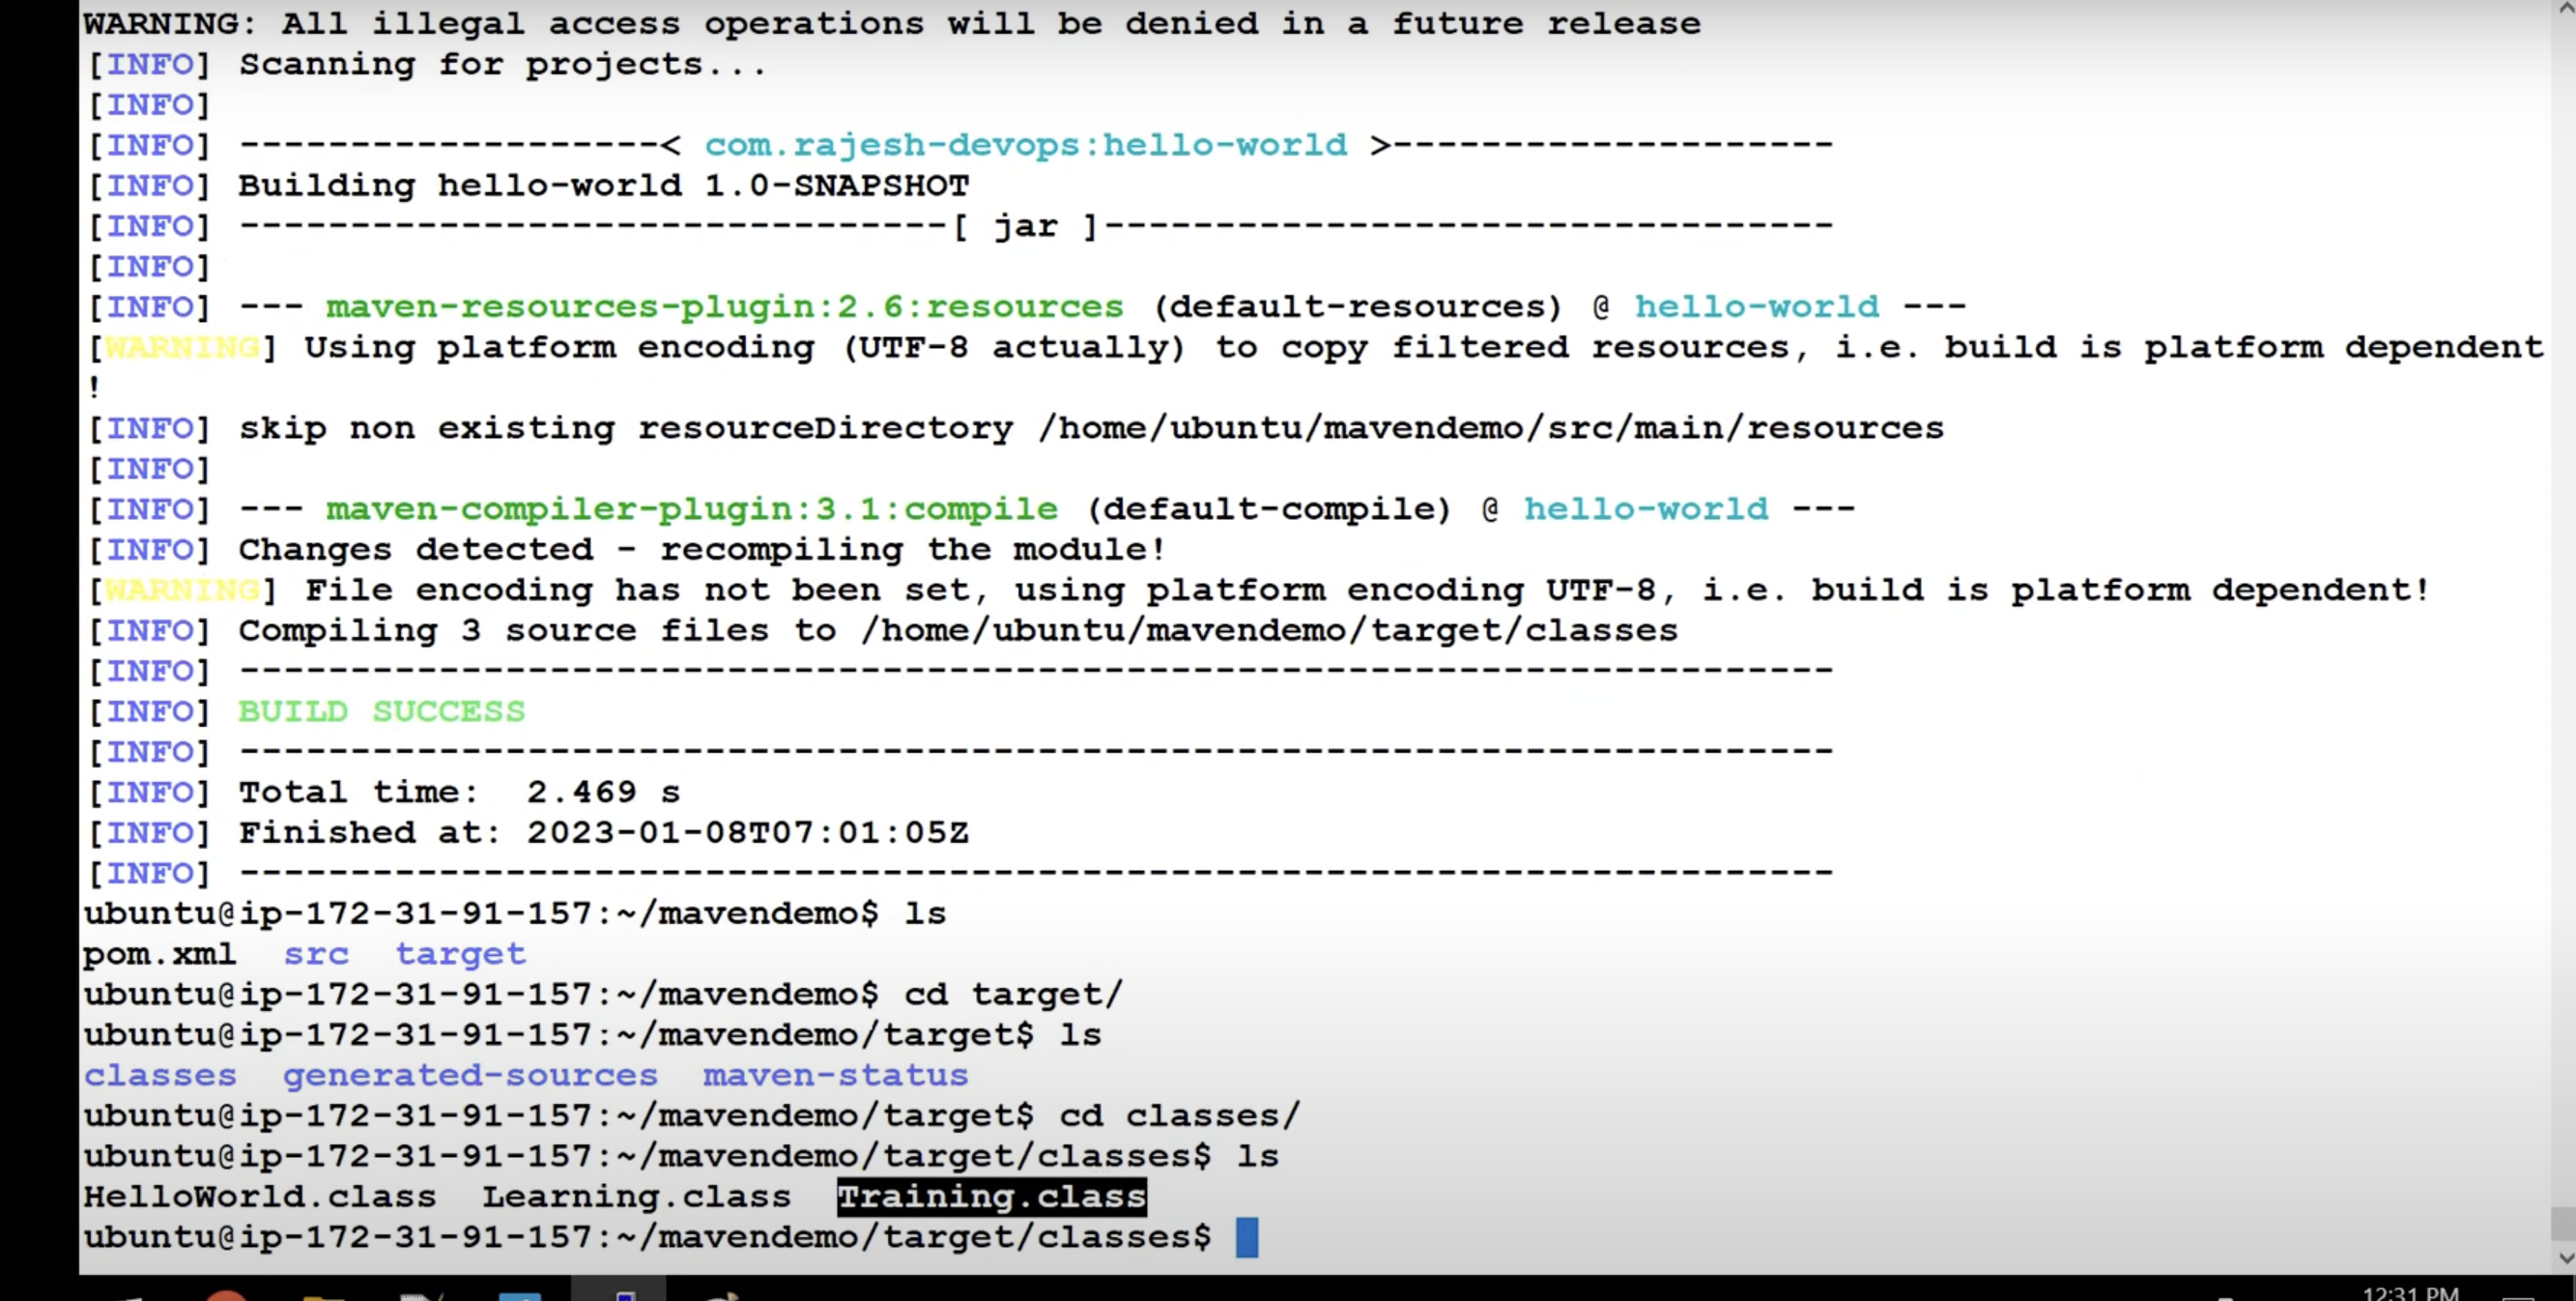 WARNING: All illegal access operations will be denied in a future release
[INFO] Scanning for projects...
[INFO]
[INFO] -------------------< com.rajesh-devops:hello-world >--------------------
[INFO] Building hello-world 1.0-SNAPSHOT
[INFO] --------------------------------[ jar ]---------------------------------
[INFO]
[INFO] --- maven-resources-plugin:2.6:resources (default-resources) @ hello-world ---
[WARNING] Using platform encoding (UTF-8 actually) to copy filtered resources, i.e. build is platform dependent
!
[INFO] skip non existing resourceDirectory /home/ubuntu/mavendemo/src/main/resources
[INFO]
[INFO] --- maven-compiler-plugin:3.1:compile (default-compile) @ hello-world ---
[INFO] Changes detected - recompiling the module!
[WARNING] File encoding has not been set, using platform encoding UTF-8, i.e. build is platform dependent!
[INFO] Compiling 3 source files to /home/ubuntu/mavendemo/target/classes
[INFO] ------------------------------------------------------------------------
[INFO] BUILD SUCCESS
[INFO] ------------------------------------------------------------------------
[INFO] Total time:  2.469 s
[INFO] Finished at: 2023-01-08T07:01:05Z
[INFO] ------------------------------------------------------------------------
ubuntu@ip-172-31-91-157:~/mavendemo$ ls
pom.xml  src  target
ubuntu@ip-172-31-91-157:~/mavendemo$ cd target/
ubuntu@ip-172-31-91-157:~/mavendemo/target$ ls
classes  generated-sources  maven-status
ubuntu@ip-172-31-91-157:~/mavendemo/target$ cd classes/
ubuntu@ip-172-31-91-157:~/mavendemo/target/classes$ ls
HelloWorld.class  Learning.class  Training.class
ubuntu@ip-172-31-91-157:~/mavendemo/target/classes$
12:31 PM